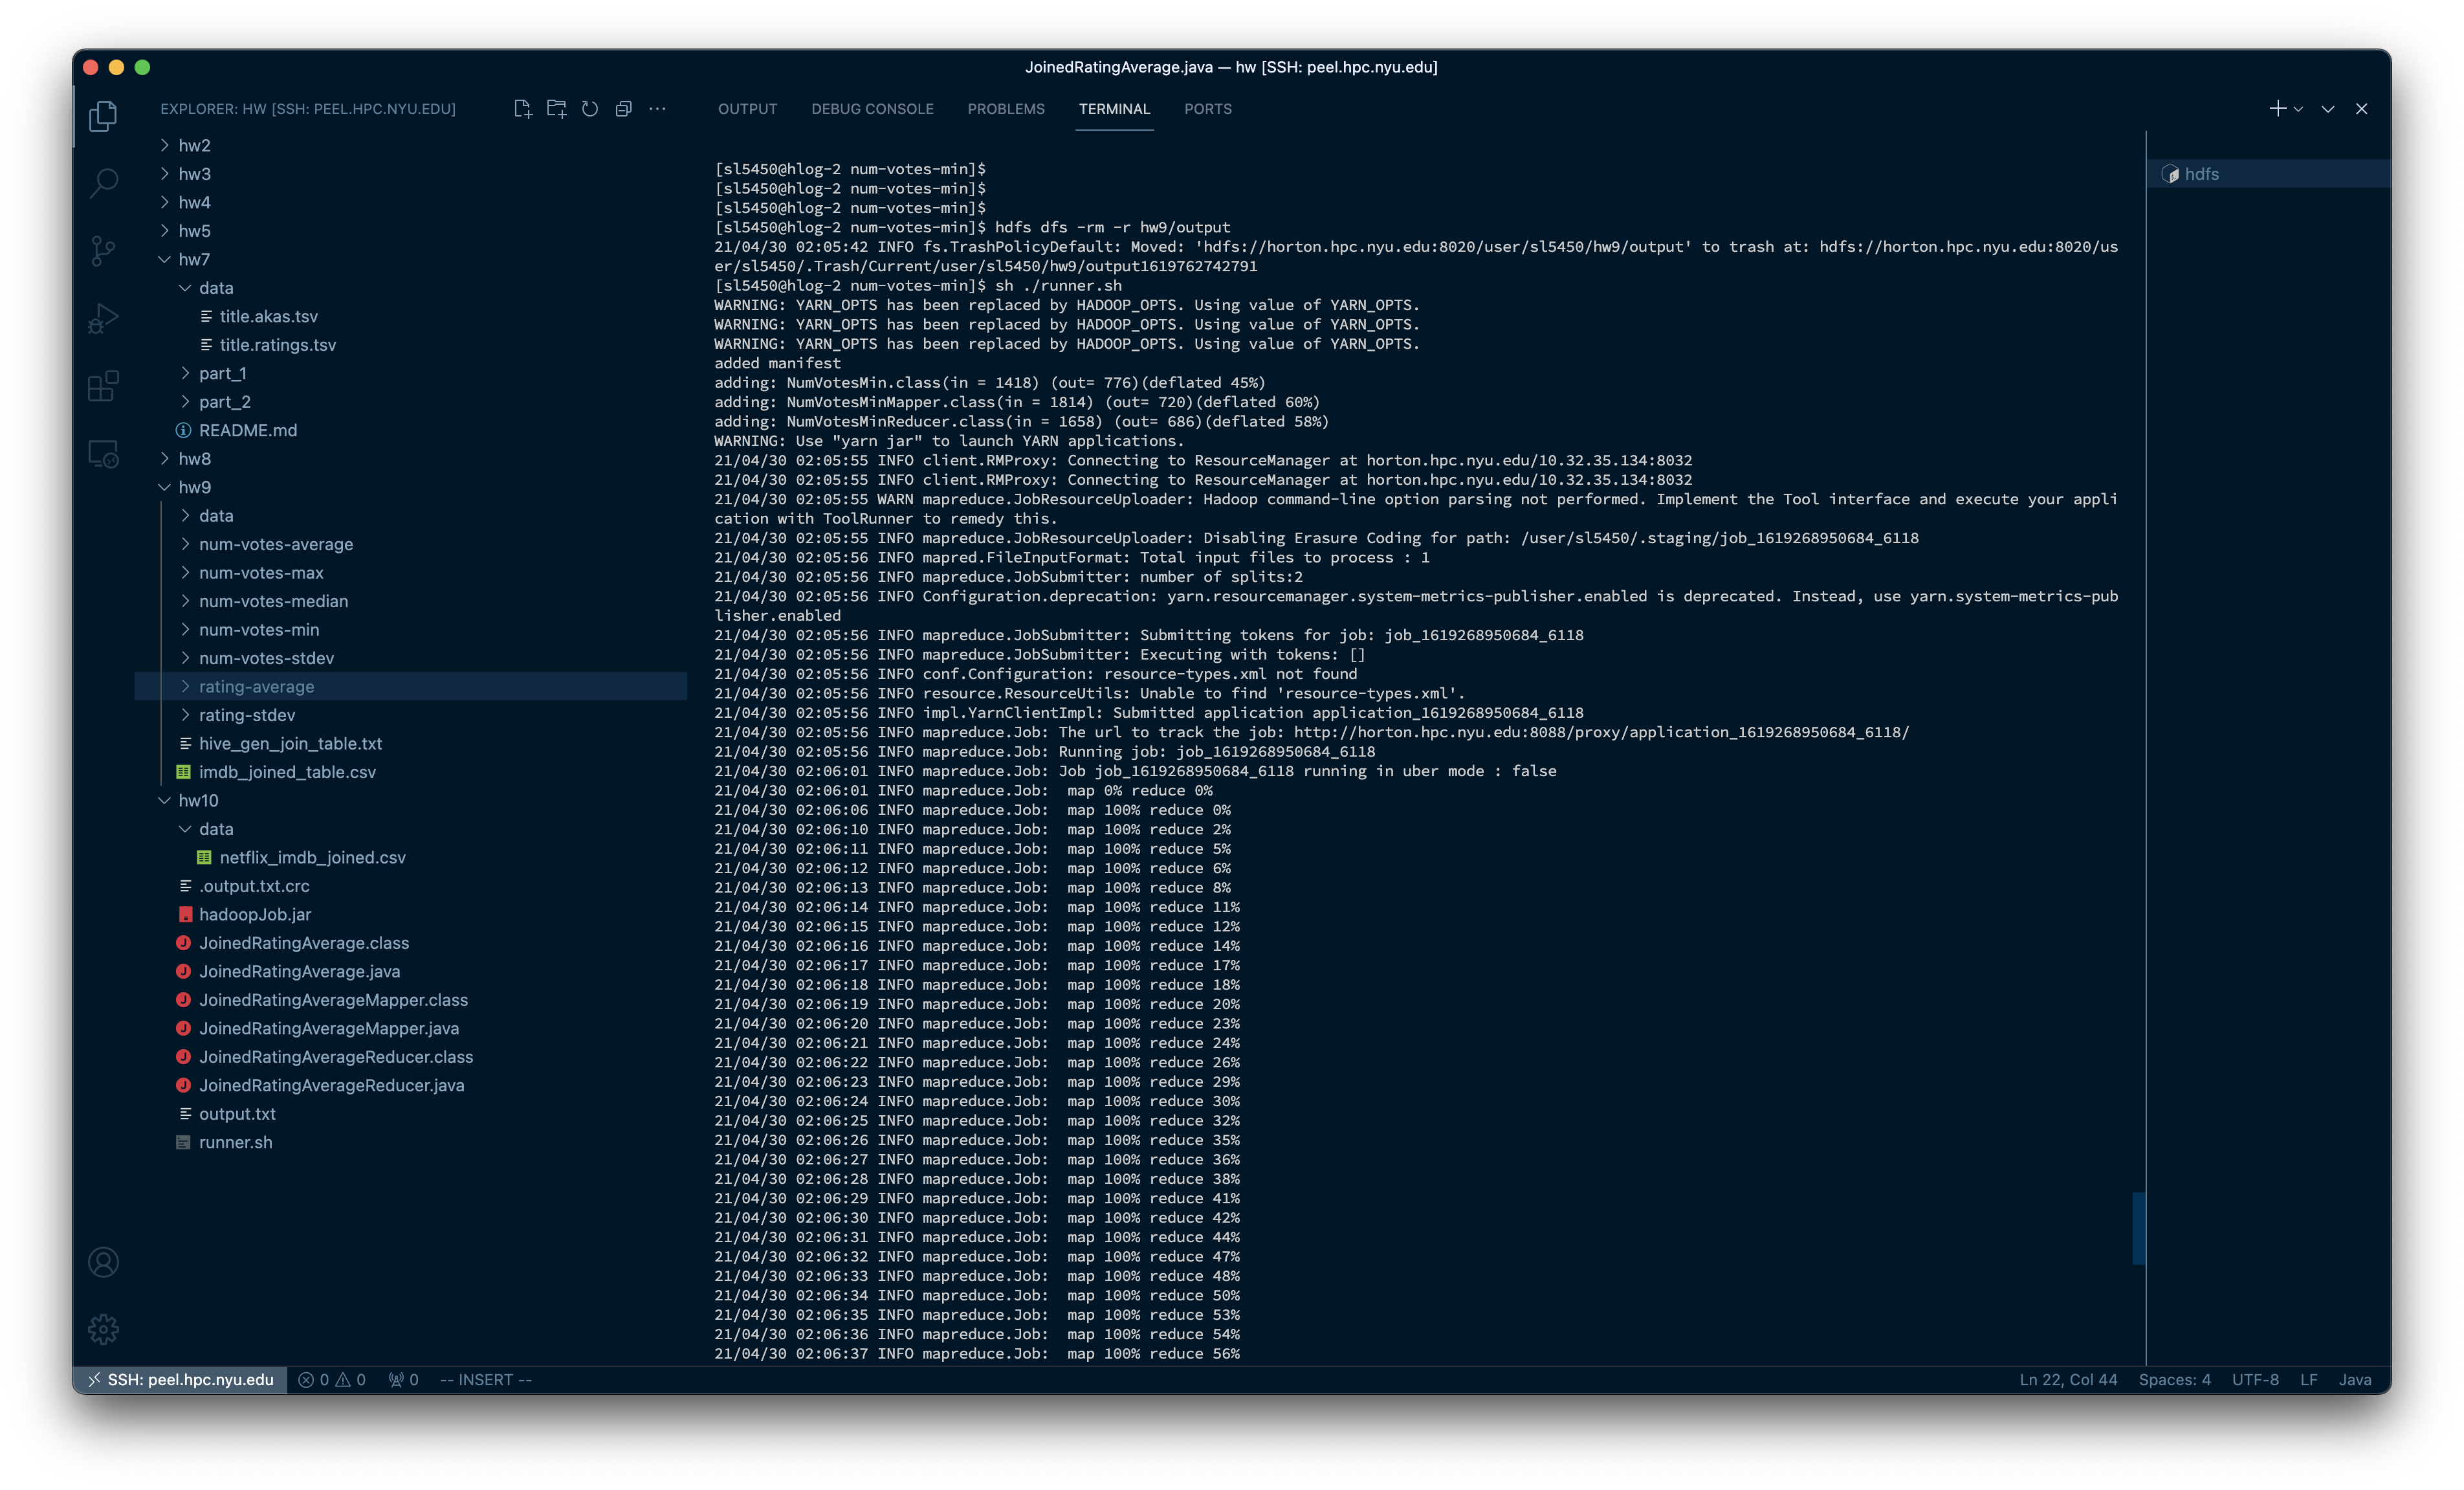 JoinedRatingAverage.java — hw [SSH: peel.hpc.nyu.edu]
EXPLORER: HW [SSH: PEEL.HPC.NYU.EDU]
hw2
hw3
hw4
hw5
hw7
data
title.akas.tsv
title.ratings.tsv
part_1
part_2
README.md
hw8
hw9
data
num-votes-average
num-votes-max
num-votes-median
num-votes-min
num-votes-stdev
rating-average
rating-stdev
hive_gen_join_table.txt
imdb_joined_table.csv
hw10
data
netflix_imdb_joined.csv
.output.txt.crc
hadoopJob.jar
JoinedRatingAverage.class
JoinedRatingAverage.java
JoinedRatingAverageMapper.class
JoinedRatingAverageMapper.java
JoinedRatingAverageReducer.class
JoinedRatingAverageReducer.java
output.txt
runner.sh
OUTPUT DEBUG CONSOLE PROBLEMS TERMINAL PORTS
[sl5450@hlog-2 num-votes-min]$
[sl5450@hlog-2 num-votes-min]$
[sl5450@hlog-2 num-votes-min]$
[sl5450@hlog-2 num-votes-min]$ hdfs dfs -rm -r hw9/output
21/04/30 02:05:42 INFO fs.TrashPolicyDefault: Moved: 'hdfs://horton.hpc.nyu.edu:8020/user/sl5450/hw9/output' to trash at: hdfs://horton.hpc.nyu.edu:8020/us
er/sl5450/.Trash/Current/user/sl5450/hw9/output1619762742791
[sl5450@hlog-2 num-votes-min]$ sh ./runner.sh
WARNING: YARN_OPTS has been replaced by HADOOP_OPTS. Using value of YARN_OPTS.
WARNING: YARN_OPTS has been replaced by HADOOP_OPTS. Using value of YARN_OPTS.
WARNING: YARN_OPTS has been replaced by HADOOP_OPTS. Using value of YARN_OPTS.
added manifest
adding: NumVotesMin.class(in = 1418) (out= 776)(deflated 45%)
adding: NumVotesMinMapper.class(in = 1814) (out= 720)(deflated 60%)
adding: NumVotesMinReducer.class(in = 1658) (out= 686)(deflated 58%)
WARNING: Use "yarn jar" to launch YARN applications.
21/04/30 02:05:55 INFO client.RMProxy: Connecting to ResourceManager at horton.hpc.nyu.edu/10.32.35.134:8032
21/04/30 02:05:55 INFO client.RMProxy: Connecting to ResourceManager at horton.hpc.nyu.edu/10.32.35.134:8032
21/04/30 02:05:55 WARN mapreduce.JobResourceUploader: Hadoop command-line option parsing not performed. Implement the Tool interface and execute your appli
cation with ToolRunner to remedy this.
21/04/30 02:05:55 INFO mapreduce.JobResourceUploader: Disabling Erasure Coding for path: /user/sl5450/.staging/job_1619268950684_6118
21/04/30 02:05:56 INFO mapred.FileInputFormat: Total input files to process : 1
21/04/30 02:05:56 INFO mapreduce.JobSubmitter: number of splits:2
21/04/30 02:05:56 INFO Configuration.deprecation: yarn.resourcemanager.system-metrics-publisher.enabled is deprecated. Instead, use yarn.system-metrics-pub
lisher.enabled
21/04/30 02:05:56 INFO mapreduce.JobSubmitter: Submitting tokens for job: job_1619268950684_6118
21/04/30 02:05:56 INFO mapreduce.JobSubmitter: Executing with tokens: []
21/04/30 02:05:56 INFO conf.Configuration: resource-types.xml not found
21/04/30 02:05:56 INFO resource.ResourceUtils: Unable to find 'resource-types.xml'.
21/04/30 02:05:56 INFO impl.YarnClientImpl: Submitted application application_1619268950684_6118
21/04/30 02:05:56 INFO mapreduce.Job: The url to track the job: http://horton.hpc.nyu.edu:8088/proxy/application_1619268950684_6118/
21/04/30 02:05:56 INFO mapreduce.Job: Running job: job_1619268950684_6118
21/04/30 02:06:01 INFO mapreduce.Job: Job job_1619268950684_6118 running in uber mode : false
21/04/30 02:06:01 INFO mapreduce.Job:  map 0% reduce 0%
21/04/30 02:06:06 INFO mapreduce.Job:  map 100% reduce 0%
21/04/30 02:06:10 INFO mapreduce.Job:  map 100% reduce 2%
21/04/30 02:06:11 INFO mapreduce.Job:  map 100% reduce 5%
21/04/30 02:06:12 INFO mapreduce.Job:  map 100% reduce 6%
21/04/30 02:06:13 INFO mapreduce.Job:  map 100% reduce 8%
21/04/30 02:06:14 INFO mapreduce.Job:  map 100% reduce 11%
21/04/30 02:06:15 INFO mapreduce.Job:  map 100% reduce 12%
21/04/30 02:06:16 INFO mapreduce.Job:  map 100% reduce 14%
21/04/30 02:06:17 INFO mapreduce.Job:  map 100% reduce 17%
21/04/30 02:06:18 INFO mapreduce.Job:  map 100% reduce 18%
21/04/30 02:06:19 INFO mapreduce.Job:  map 100% reduce 20%
21/04/30 02:06:20 INFO mapreduce.Job:  map 100% reduce 23%
21/04/30 02:06:21 INFO mapreduce.Job:  map 100% reduce 24%
21/04/30 02:06:22 INFO mapreduce.Job:  map 100% reduce 26%
21/04/30 02:06:23 INFO mapreduce.Job:  map 100% reduce 29%
21/04/30 02:06:24 INFO mapreduce.Job:  map 100% reduce 30%
21/04/30 02:06:25 INFO mapreduce.Job:  map 100% reduce 32%
21/04/30 02:06:26 INFO mapreduce.Job:  map 100% reduce 35%
21/04/30 02:06:27 INFO mapreduce.Job:  map 100% reduce 36%
21/04/30 02:06:28 INFO mapreduce.Job:  map 100% reduce 38%
21/04/30 02:06:29 INFO mapreduce.Job:  map 100% reduce 41%
21/04/30 02:06:30 INFO mapreduce.Job:  map 100% reduce 42%
21/04/30 02:06:31 INFO mapreduce.Job:  map 100% reduce 44%
21/04/30 02:06:32 INFO mapreduce.Job:  map 100% reduce 47%
21/04/30 02:06:33 INFO mapreduce.Job:  map 100% reduce 48%
21/04/30 02:06:34 INFO mapreduce.Job:  map 100% reduce 50%
21/04/30 02:06:35 INFO mapreduce.Job:  map 100% reduce 53%
21/04/30 02:06:36 INFO mapreduce.Job:  map 100% reduce 54%
21/04/30 02:06:37 INFO mapreduce.Job:  map 100% reduce 56%
hdfs
SSH: peel.hpc.nyu.edu 0 0 0 -- INSERT -- Ln 22, Col 44 Spaces: 4 UTF-8 LF Java